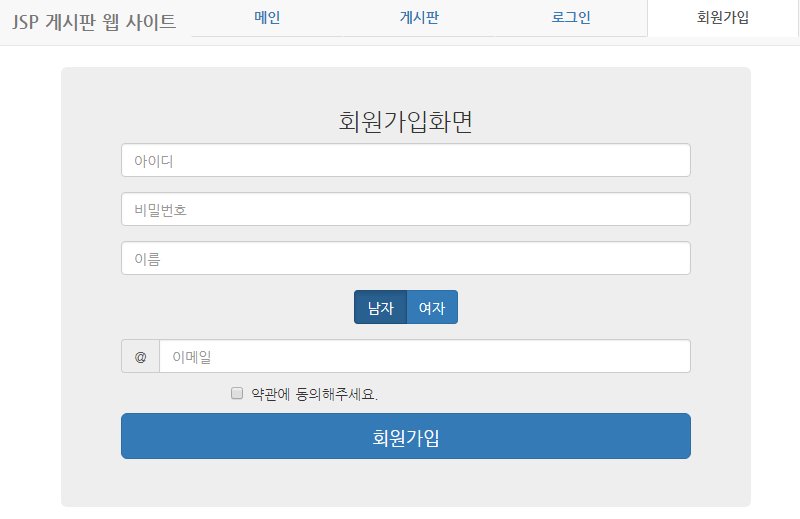 JSP 게시판 웹 사이트 메인 게시판 로그인 회원가입
회원가입화면
아이디
비밀번호
이름
남자 여자
@ 이메일
약관에 동의해주세요.
회원가입